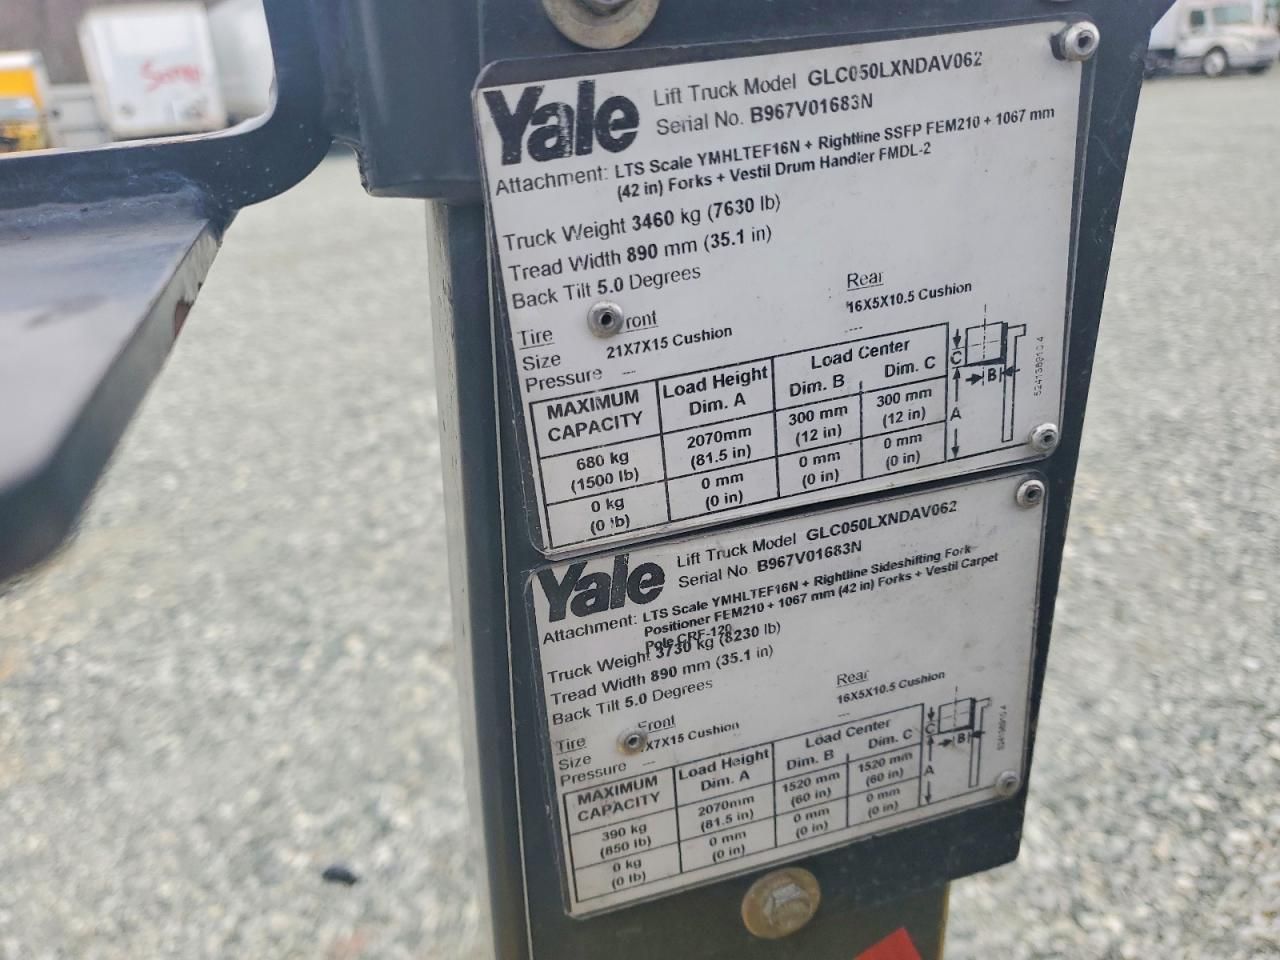 Yale
Lift Truck Model GLC050LXNDAV062
Serial No. B967V01683N
Attachment: LTS Scale YMHLTEF16N + Rightline SSFP FEM210 + 1067 mm
(42 in) Forks + Vestil Drum Handler FMDL-2
Truck Weight 3460 kg (7630 lb)
Tread Width 890 mm (35.1 in)
Back Tilt 5.0 Degrees
Tire ront Rear
Size 21X7X15 Cushion 16X5X10.5 Cushion
Pressure --- ----
MAXIMUM CAPACITY Load Height Dim. A Load Center Dim. B Dim. C
680 kg (1500 lb) 2070mm (81.5 in) 300 mm (12 in) 300 mm (12 in)
0 kg (0 lb) 0 mm (0 in) 0 mm (0 in) 0 mm (0 in)
C
B
A
524138910 4
Yale
Lift Truck Model GLC050LXNDAV062
Serial No. B967V01683N
Attachment: LTS Scale YMHLTEF16N + Rightline Sideshifting Fork
Positioner FEM210 + 1067 mm (42 in) Forks + Vestil Carpet
Pole CRF-120
Truck Weight 3730 kg (8230 lb)
Tread Width 890 mm (35.1 in)
Back Tilt 5.0 Degrees
Tire Front Rear
Size X7X15 Cushion 16X5X10.5 Cushion
Pressure --- ---
MAXIMUM CAPACITY Load Height Dim. A Load Center Dim. B Dim. C
390 kg (850 lb) 2070mm (81.5 in) 1520 mm (60 in) 1520 mm (60 in)
0 kg (0 lb) 0 mm (0 in) 0 mm (0 in) 0 mm (0 in)
C
B
A